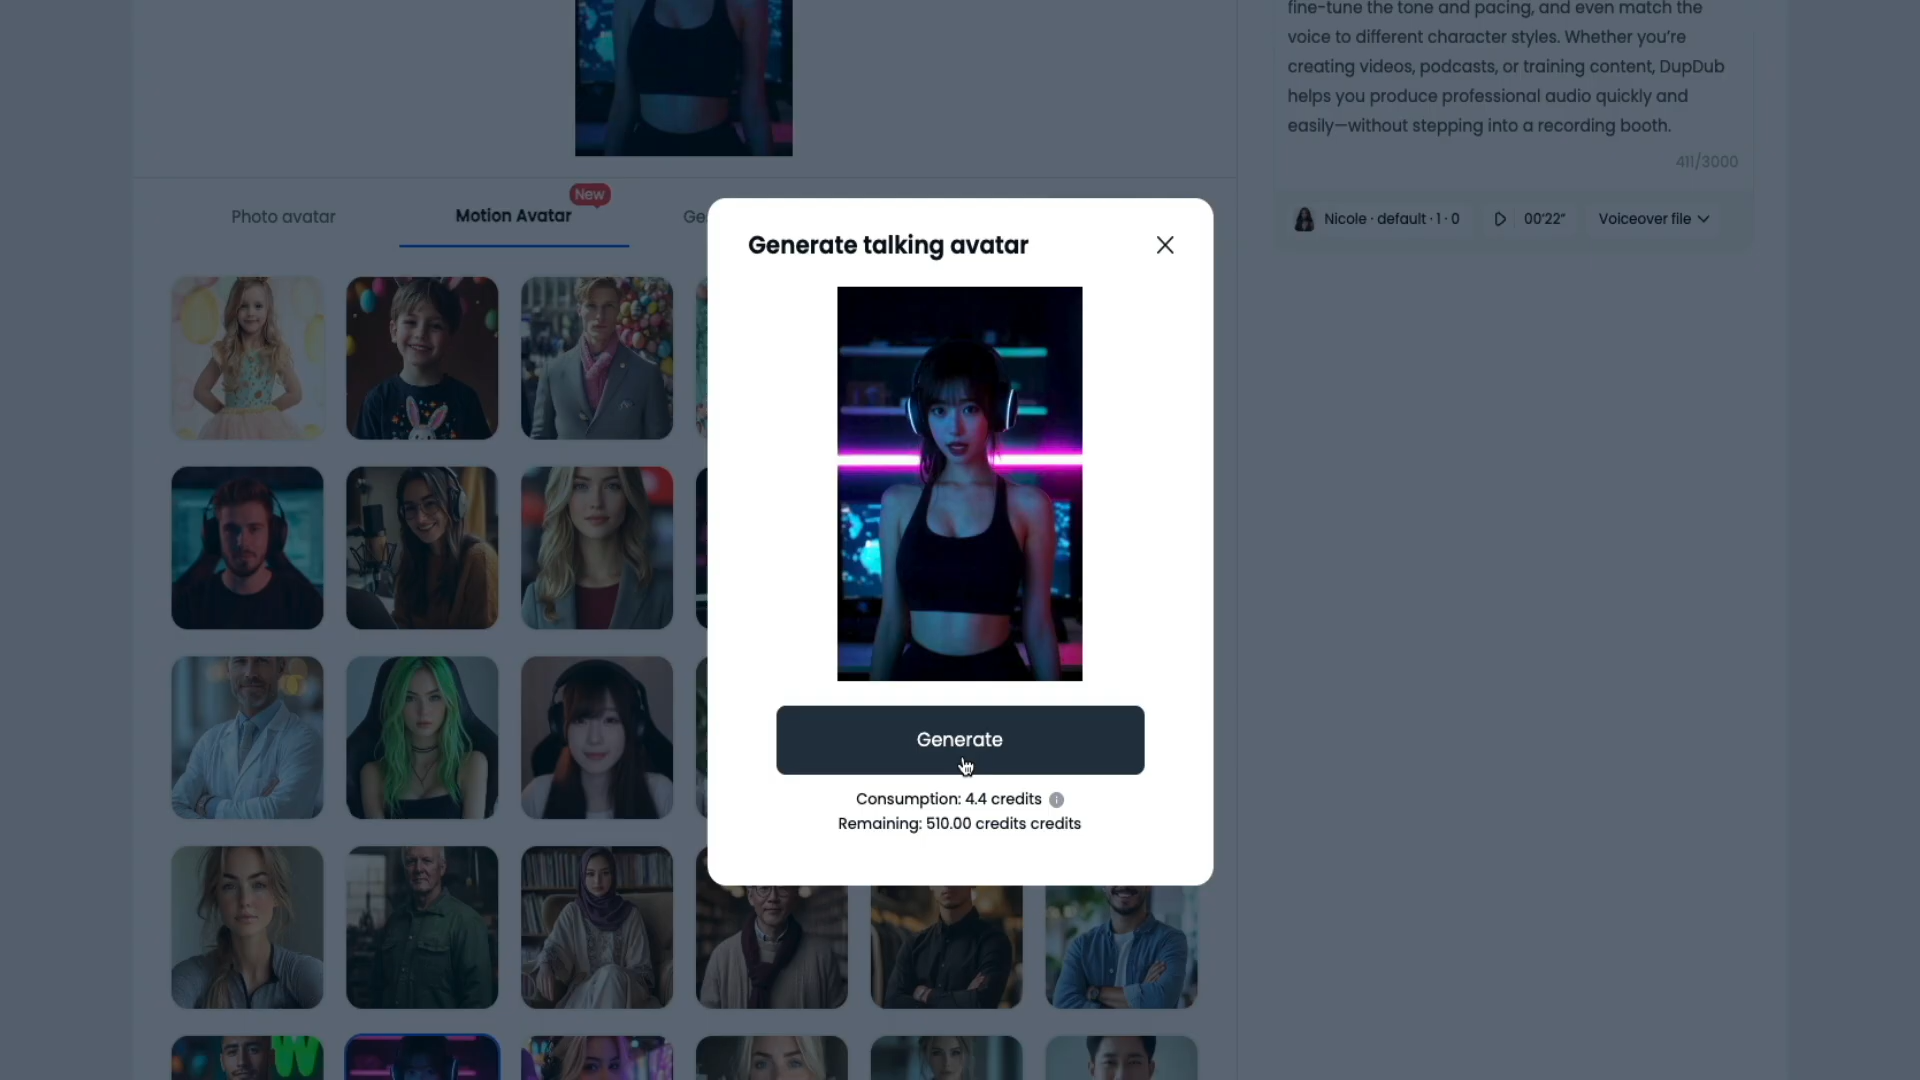 fine-tune the tone and pacing, and even match the
voice to different character styles. Whether you're
creating videos, podcasts, or training content, DupDub
helps you produce professional audio quickly and
easily—without stepping into a recording booth.
411/3000
New
Photo avatar
Motion Avatar
Ge
Nicole · default · 1 · 0
00'22"
Voiceover file
Generate talking avatar
Generate
Consumption: 4.4 credits
Remaining: 510.00 credits credits
W